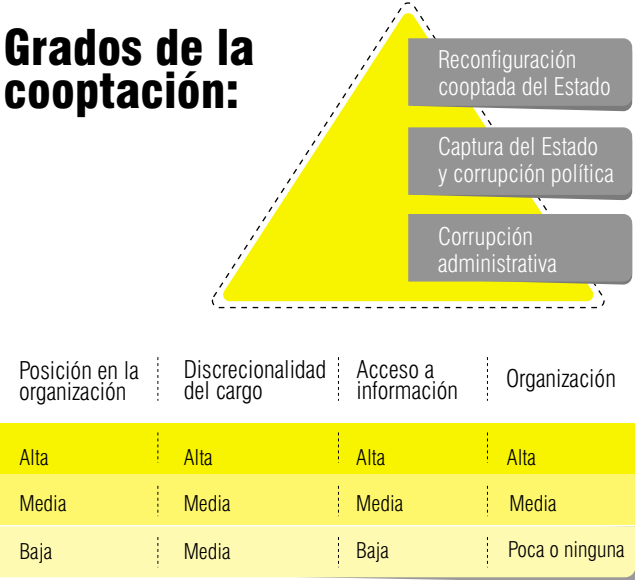 Grados de la
cooptación:
Reconfiguración
cooptada del Estado
Captura del Estado
y corrupción política
Corrupción
administrativa
Posición en la
organización
Discrecionalidad
del cargo
Acceso a
información
Organización
Alta Alta Alta Alta
Media Media Media Media
Baja Media Baja Poca o ninguna